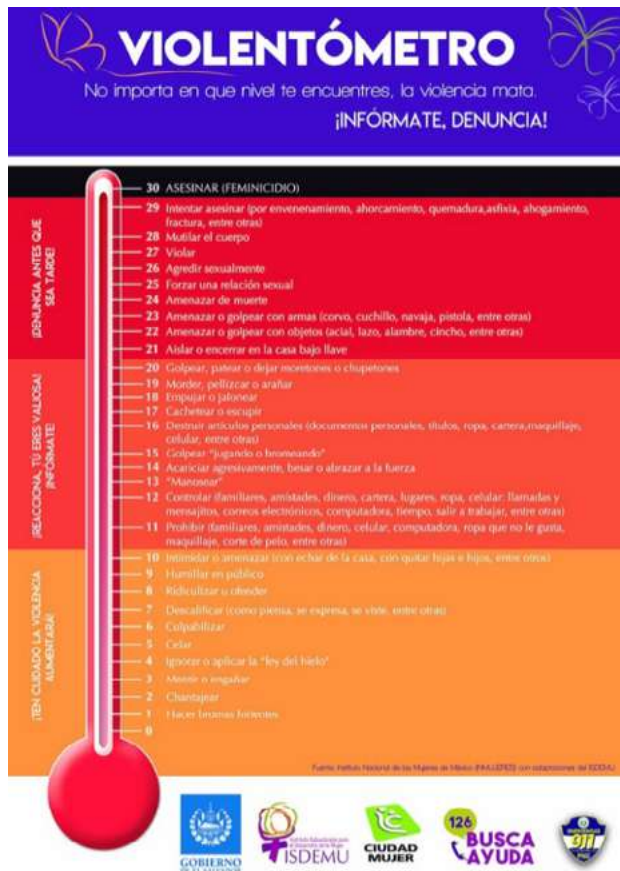 VIOLENTÓMETRO
No importa en que nivel te encuentres, la violencia mata.
¡INFÓRMATE, DENUNCIA!
30 ASESINAR (FEMINICIDIO)
¡DENUNCIA ANTES QUE
SEA TARDE!
29 Intentar asesinar (por envenenamiento, ahorcamiento, quemadura,asfixia, ahogamiento,
fractura, entre otras)
28 Mutilar el cuerpo
27 Violar
26 Agredir sexualmente
25 Forzar una relación sexual
24 Amenazar de muerte
23 Amenazar o golpear con armas (corvo, cuchillo, navaja, pistola, entre otras)
22 Amenazar o golpear con objetos (acial, lazo, alambre, cincho, entre otras)
21 Aislar o encerrar en la casa bajo llave
¡REACCIONA, TÚ ERES VALIOSA!
¡INFÓRMATE!
20 Golpear, patear o dejar moretones o chupetones
19 Morder, pellizcar o arañar
18 Empujar o jalonear
17 Cachetear o escupir
16 Destruir artículos personales (documentos personales, títulos, ropa, cartera,maquillaje,
celular, entre otras)
15 Golpear "jugando o bromeando"
14 Acariciar agresivamente, besar o abrazar a la fuerza
13 "Manosear"
12 Controlar (familiares, amistades, dinero, cartera, lugares, ropa, celular: llamadas y
mensajitos, correos electrónicos, computadora, tiempo, salir a trabajar, entre otras)
11 Prohibir (familiares, amistades, dinero, celular, computadora, ropa que no le gusta,
maquillaje, corte de pelo, entre otras)
¡TEN CUIDADO LA VIOLENCIA
AUMENTARÁ!
10 Intimidar o amenazar (con echar de la casa, con quitar hijas e hijos, entre otros)
9 Humillar en público
8 Ridiculizar u ofender
7 Descalificar (como piensa, se expresa, se viste, entre otras)
6 Culpabilizar
5 Celar
4 Ignorar o aplicar la "ley del hielo"
3 Mentir o engañar
2 Chantajear
1 Hacer bromas hirientes
0
Fuente: Instituto Nacional de las Mujeres de México (INMUJERES) con adaptaciones del ISDEMU
GOBIERNO
DE EL SALVADOR
ISDEMU
CIUDAD
MUJER
126
BUSCA
AYUDA
911